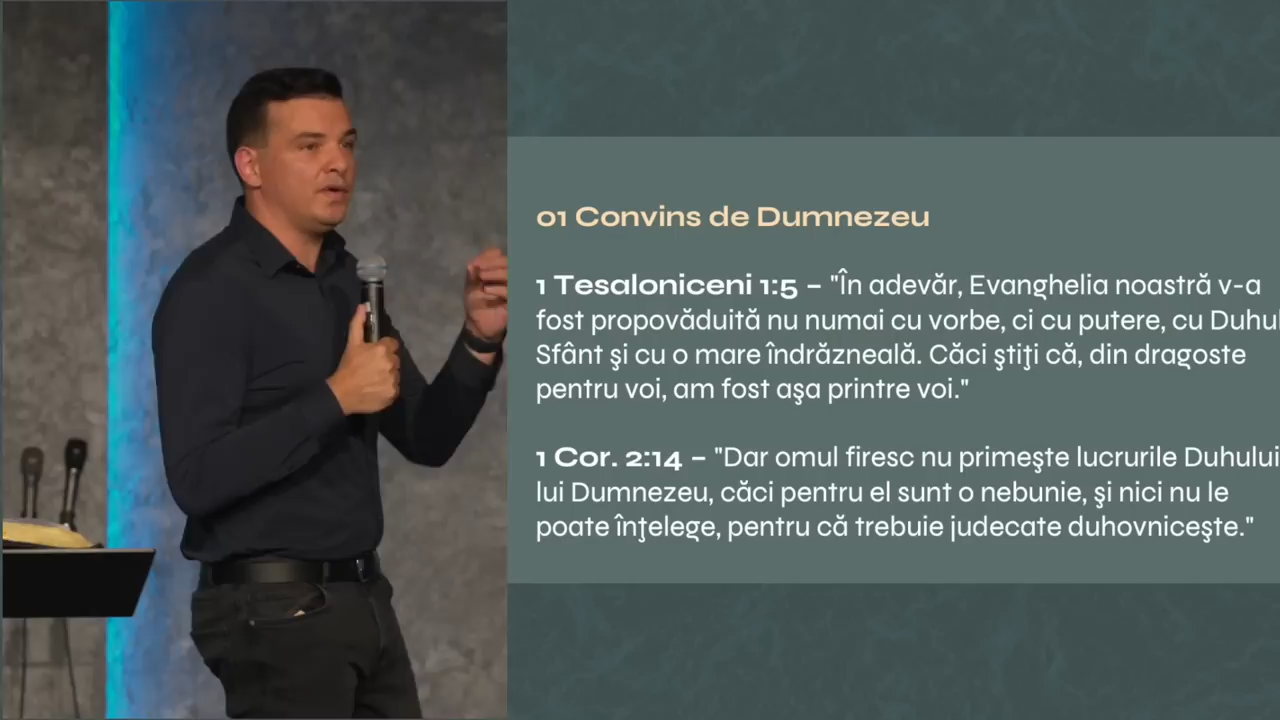 01 Convins de Dumnezeu
1 Tesaloniceni 1:5 – "În adevăr, Evanghelia noastră v-a
fost propovăduită nu numai cu vorbe, ci cu putere, cu Duhul
Sfânt şi cu o mare îndrăzneală. Căci ştiţi că, din dragoste
pentru voi, am fost aşa printre voi."
1 Cor. 2:14 – "Dar omul firesc nu primeşte lucrurile Duhului
lui Dumnezeu, căci pentru el sunt o nebunie, şi nici nu le
poate înţelege, pentru că trebuie judecate duhovniceşte."